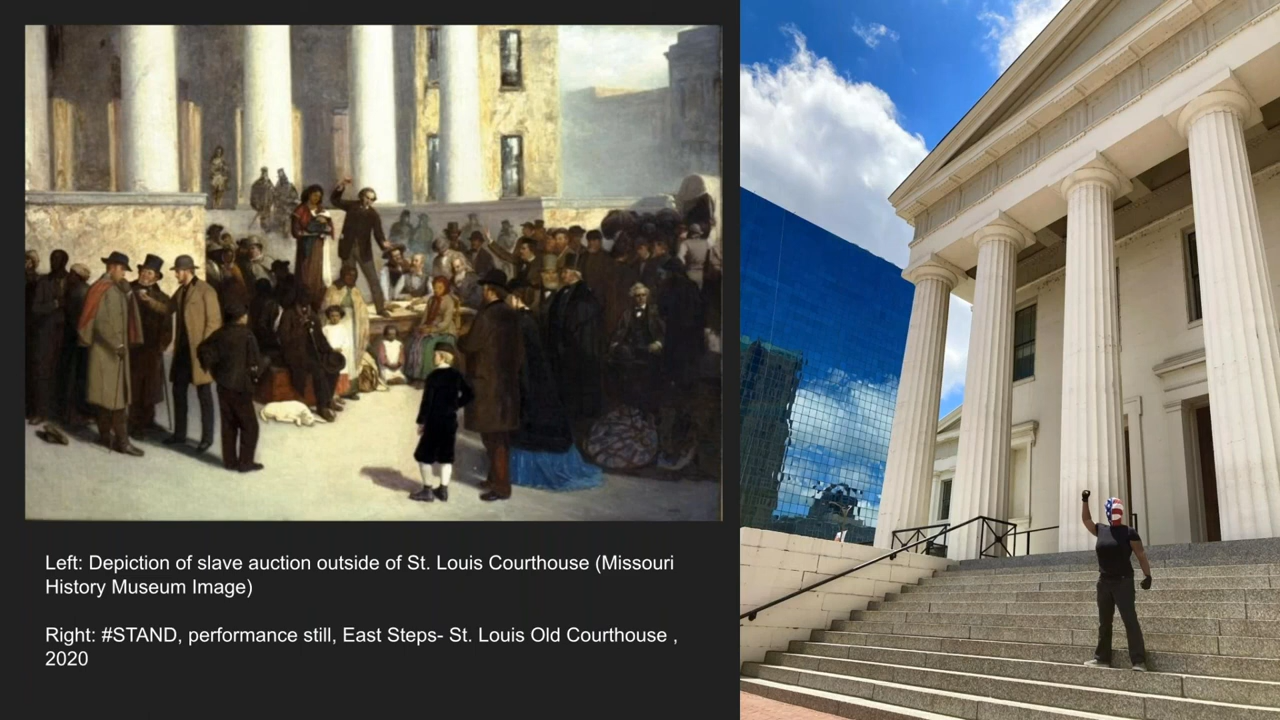 Left: Depiction of slave auction outside of St. Louis Courthouse (Missouri
History Museum Image)
Right: #STAND, performance still, East Steps- St. Louis Old Courthouse ,
2020